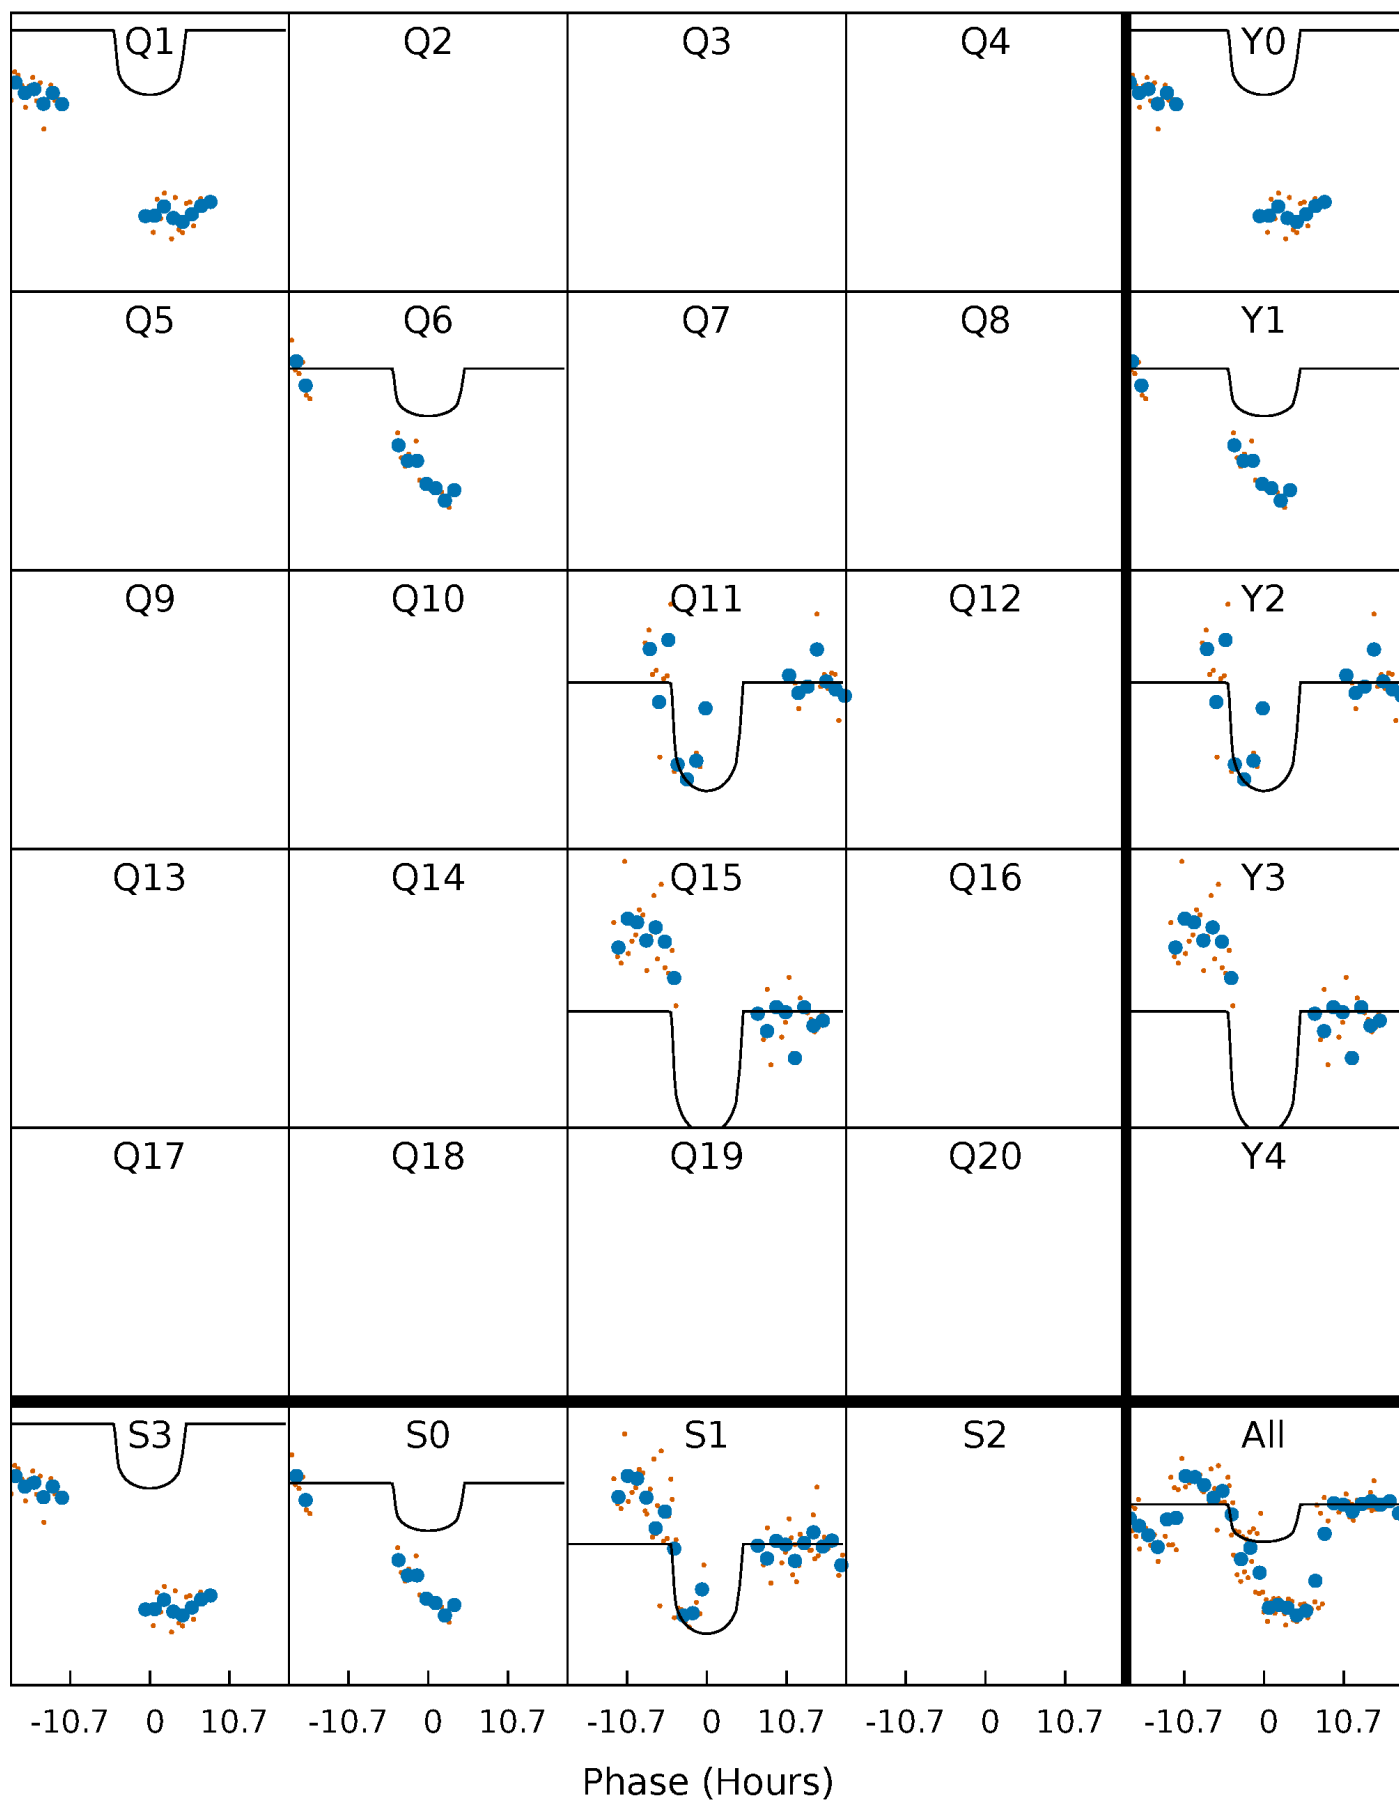 Q1 Q2 Q3 Q4 Y0
Q5 Q6 Q7 Q8 Y1
Q9 Q10 Q11 Q12 Y2
Q13 Q14 Q15 Q16 Y3
Q17 Q18 Q19 Q20 Y4
S3 S0 S1 S2 All
-10.7 0 10.7 -10.7 0 10.7 -10.7 0 10.7 -10.7 0 10.7 -10.7 0 10.7
Phase (Hours)